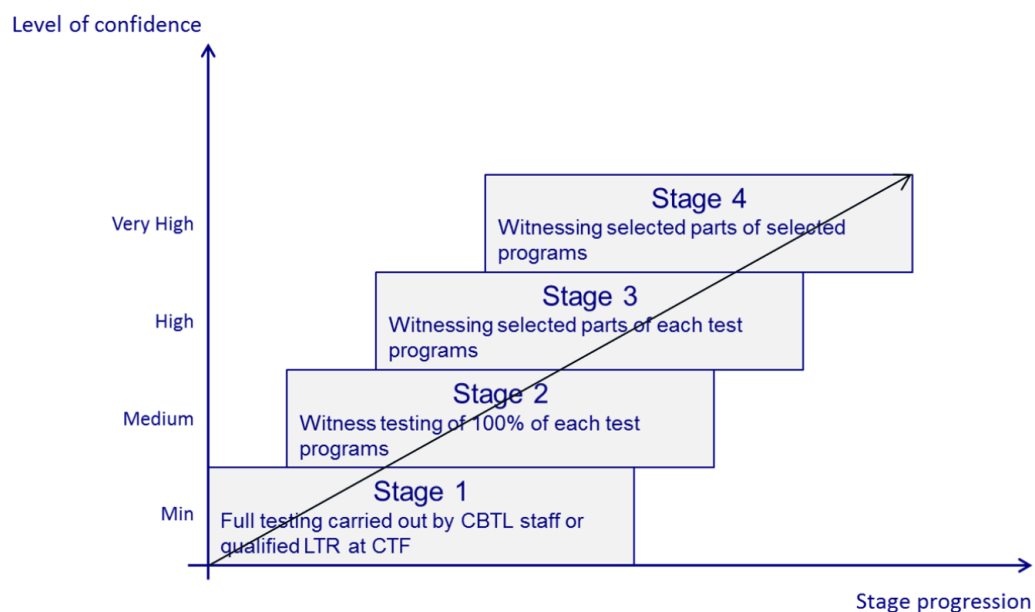 Level of confidence
Very High
Stage 4
Witnessing selected parts of selected
programs
High
Stage 3
Witnessing selected parts of each test
programs
Medium
Stage 2
Witness testing of 100% of each test
programs
Min
Stage 1
Full testing carried out by CBTL staff or
qualified LTR at CTF
Stage progression